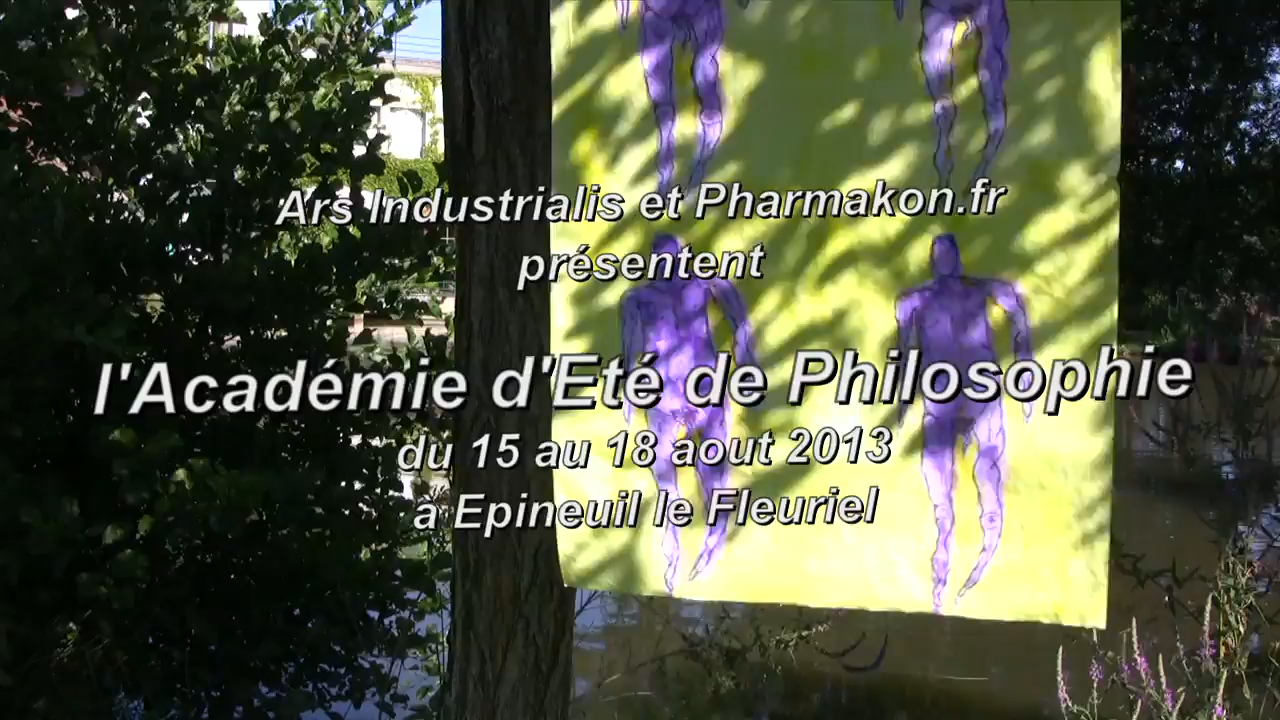 Ars Industrialis et Pharmakon.fr
présentent
l'Académie d'Eté de Philosophie
du 15 au 18 aout 2013
a Epineuil le Fleuriel